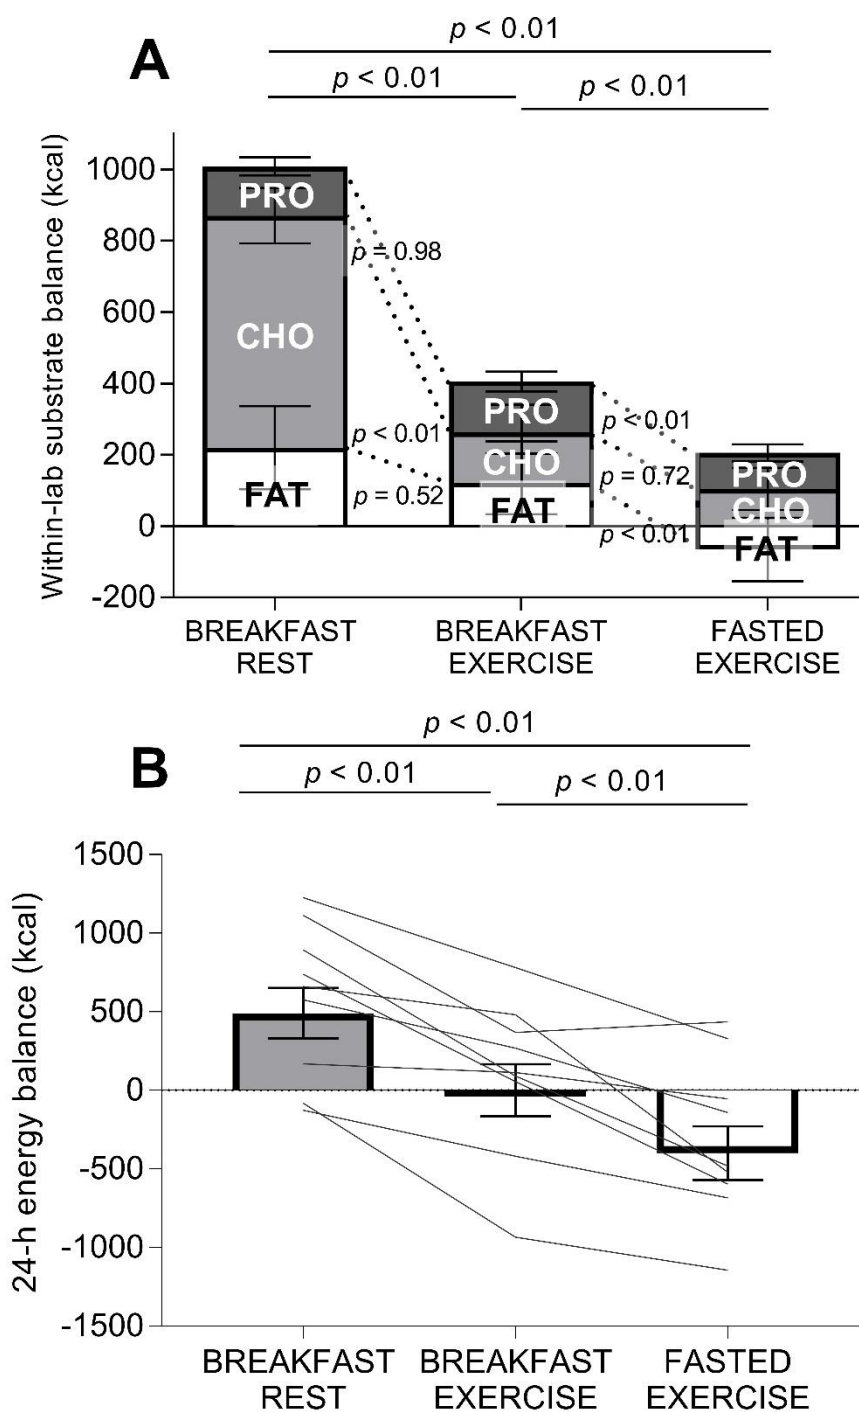 p < 0.01
A
p < 0.01
p < 0.01
Within-lab substrate balance (kcal)
1000
800
600
400
200
0
-200
PRO
CHO
FAT
p = 0.98
p < 0.01
p = 0.52
PRO
CHO
FAT
p < 0.01
p = 0.72
p < 0.01
PRO
CHO
FAT
BREAKFAST
REST
BREAKFAST
EXERCISE
FASTED
EXERCISE
p < 0.01
B
p < 0.01
p < 0.01
24-h energy balance (kcal)
1500
1000
500
0
-500
-1000
-1500
BREAKFAST
REST
BREAKFAST
EXERCISE
FASTED
EXERCISE